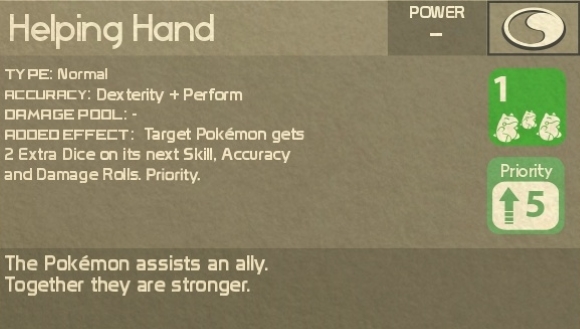 Helping Hand
POWER
–
TYPE: Normal
ACCURACY: Dexterity + Perform
DAMAGE POOL: -
ADDED EFFECT: Target Pokémon gets
2 Extra Dice on its next Skill, Accuracy
and Damage Rolls. Priority.
1
Priority
5
The Pokémon assists an ally.
Together they are stronger.